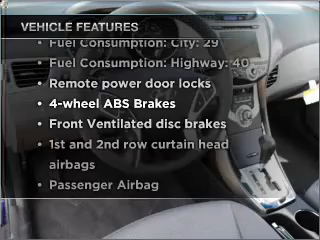 VEHICLE FEATURES
• Fuel Consumption: City: 29
• Fuel Consumption: Highway: 40
• Remote power door locks
• 4-wheel ABS Brakes
• Front Ventilated disc brakes
• 1st and 2nd row curtain head
airbags
• Passenger Airbag